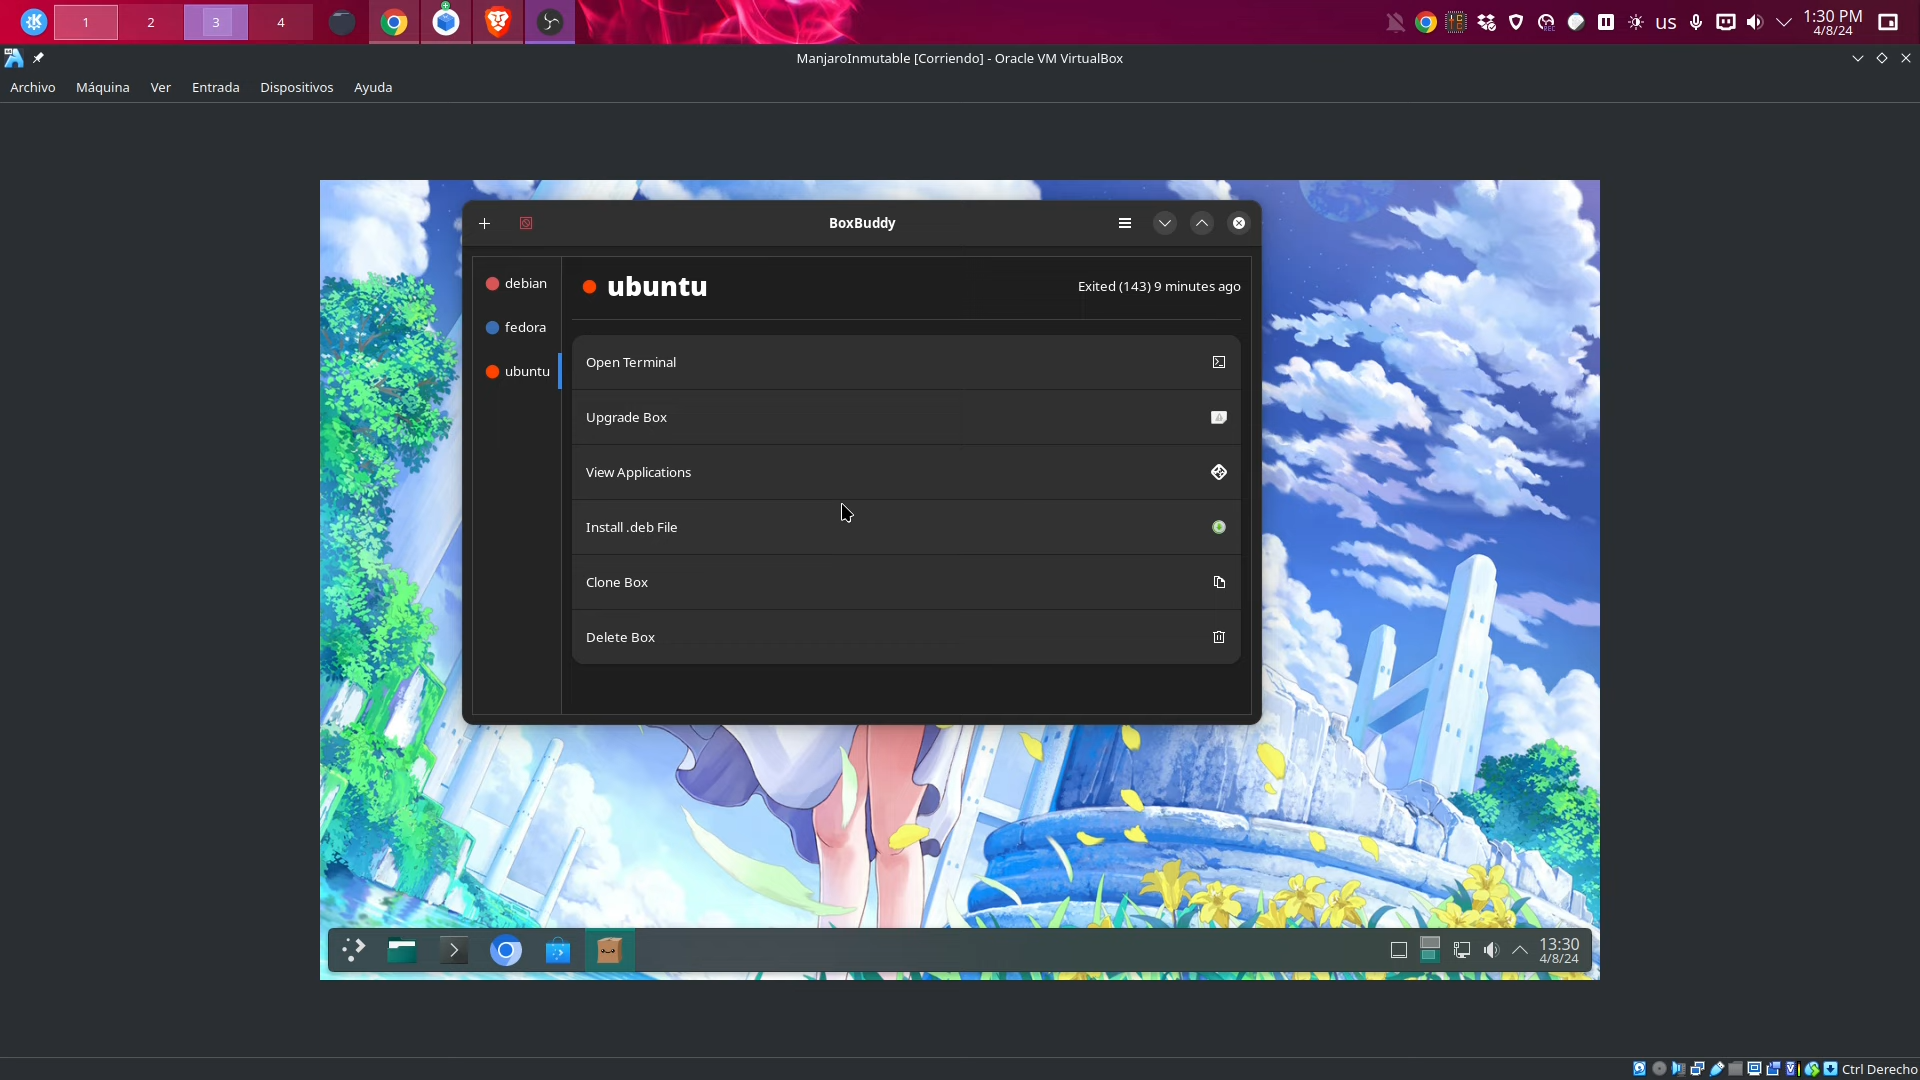 1 2 3 4
us
1:30 PM
4/8/24
ManjaroInmutable [Corriendo] - Oracle VM VirtualBox
Archivo Máquina Ver Entrada Dispositivos Ayuda
BoxBuddy
debian
fedora
ubuntu
ubuntu
Exited (143) 9 minutes ago
Open Terminal
Upgrade Box
View Applications
Install .deb File
Clone Box
Delete Box
13:30
4/8/24
Ctrl Derecho